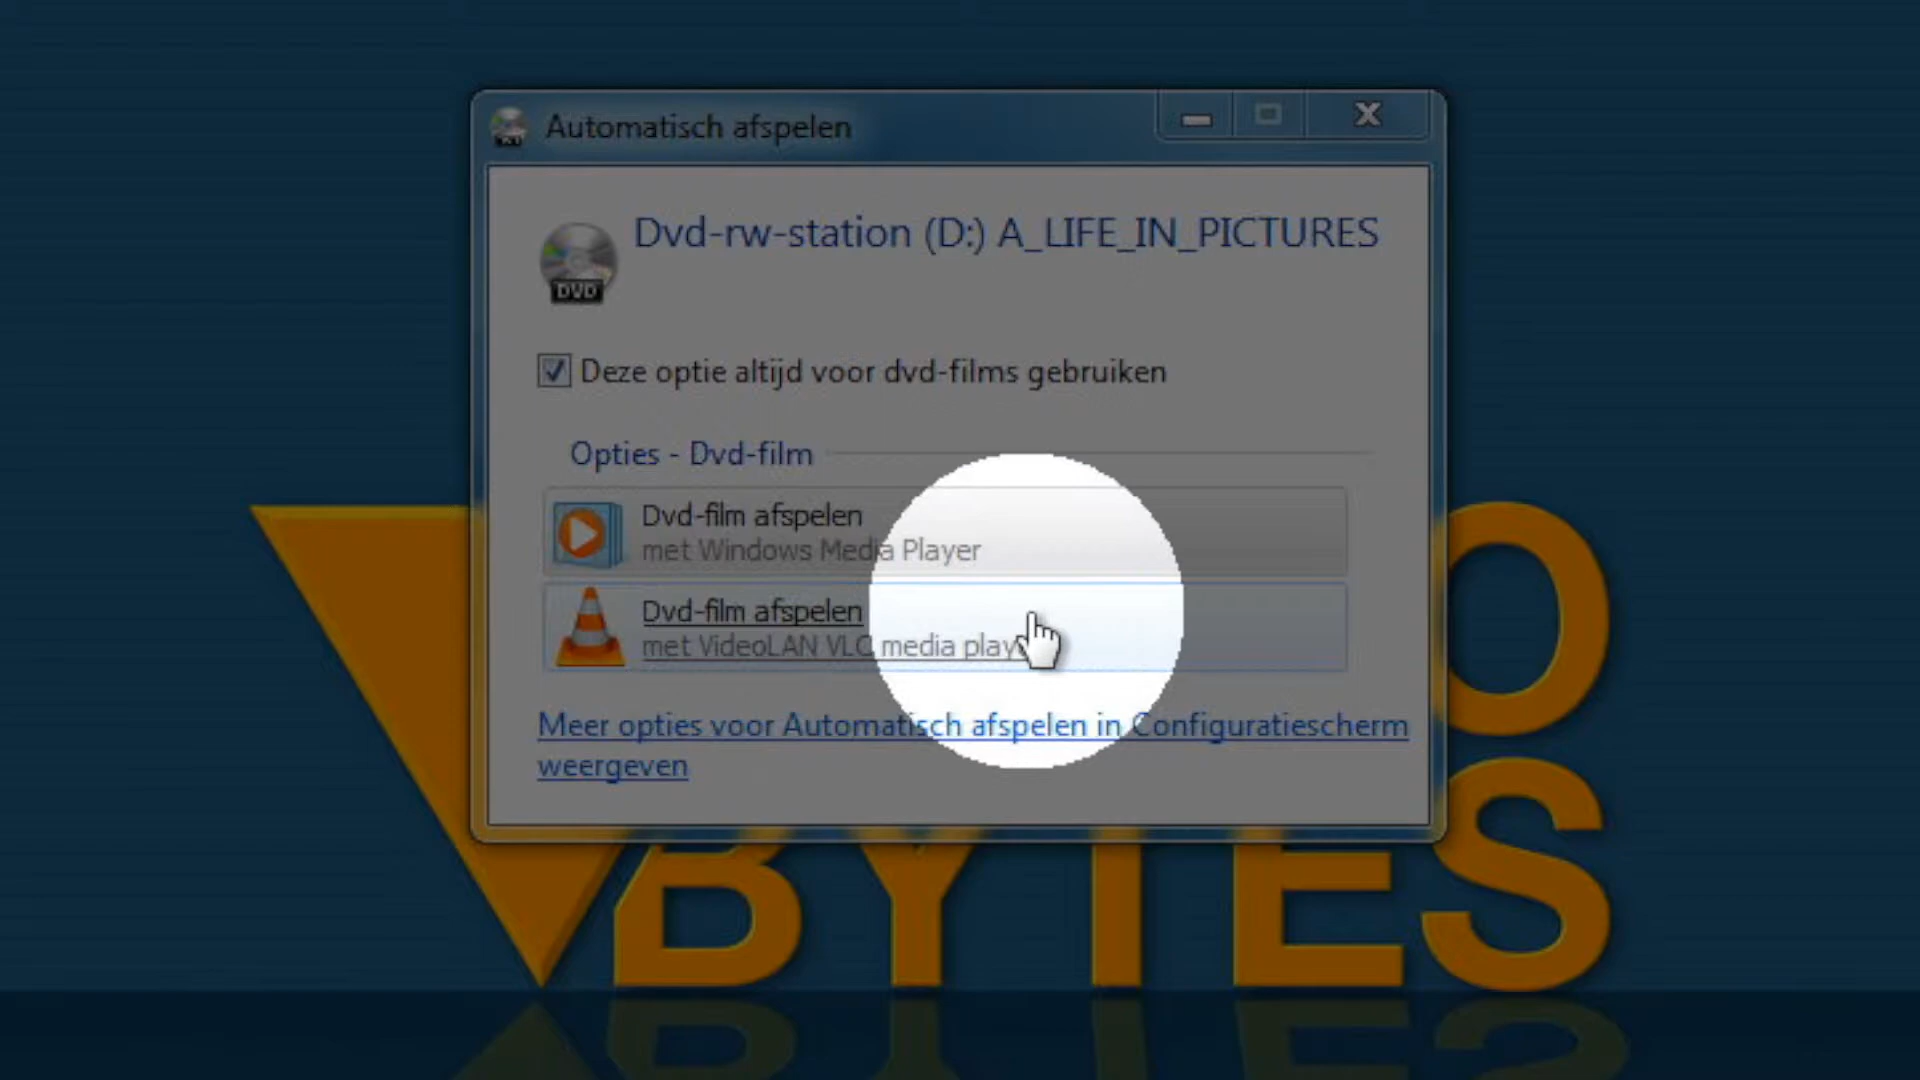 Automatisch afspelen
Dvd-rw-station (D:) A_LIFE_IN_PICTURES
DVD
Deze optie altijd voor dvd-films gebruiken
Opties - Dvd-film
Dvd-film afspelen
met Windows Media Player
Dvd-film afspelen
met VideoLAN VLC media
Meer opties voor Automatisch afspelen in Configuratiescherm
weergeven
BYTES